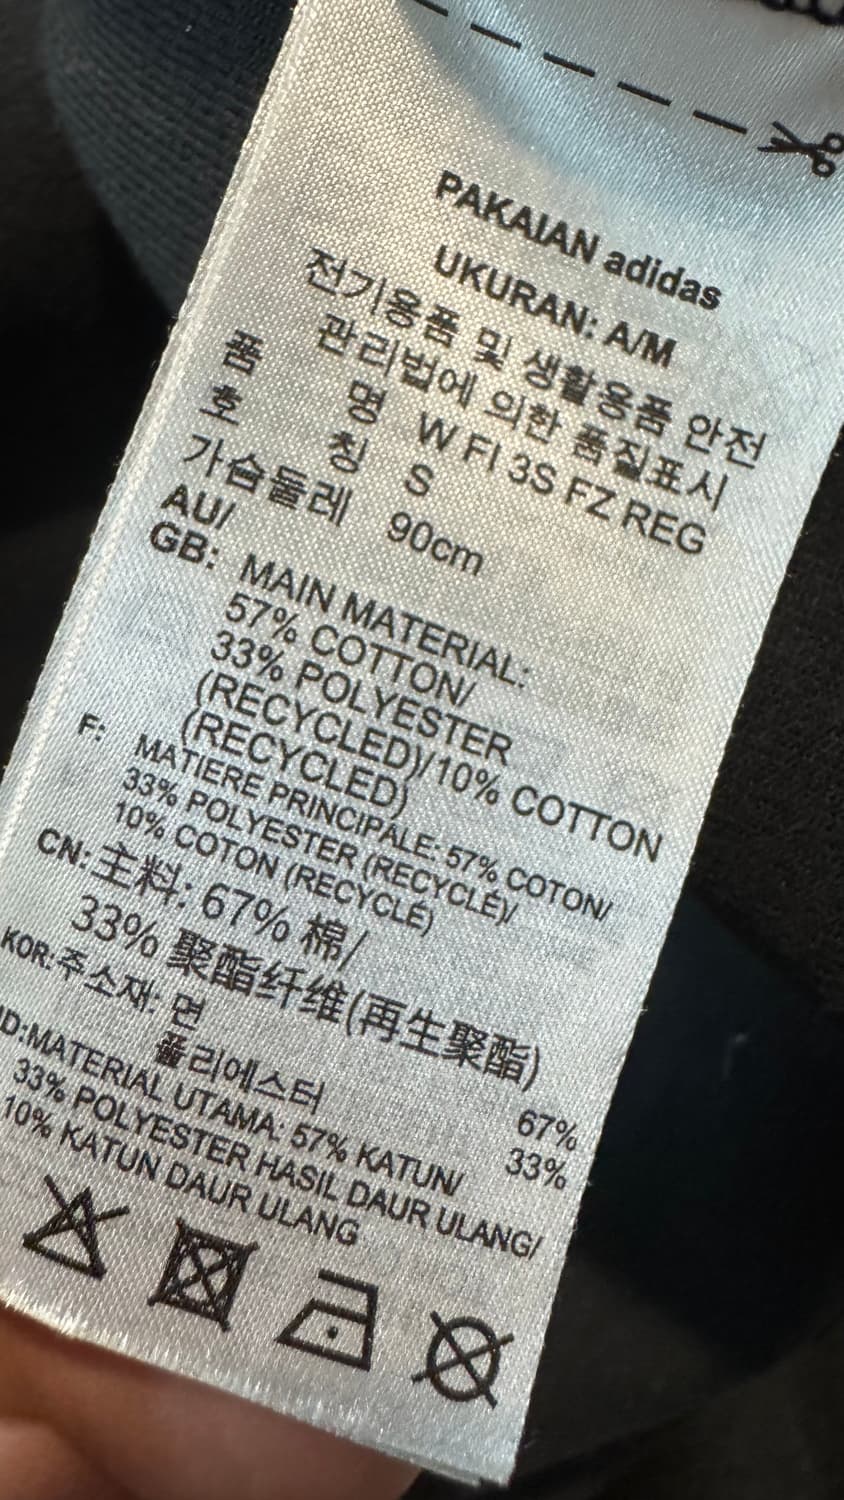 PAKAIAN adidas
UKURAN: A/M
전기용품 및 생활용품 안전
관리법에 의한 품질표시
품 명 W FI 3S FZ REG
호 칭 S
가슴둘레 90cm
AU/
GB: MAIN MATERIAL:
57% COTTON/
33% POLYESTER
(RECYCLED)/10% COTTON
(RECYCLED)
F: MATIERE PRINCIPALE: 57% COTON/
33% POLYESTER (RECYCLÉ)/
10% COTON (RECYCLÉ)
CN: 主料: 67% 棉/
33% 聚酯纤维(再生聚酯)
KOR: 주소재: 면 67%
폴리에스터 33%
ID:MATERIAL UTAMA: 57% KATUN/
33% POLYESTER HASIL DAUR ULANG/
10% KATUN DAUR ULANG